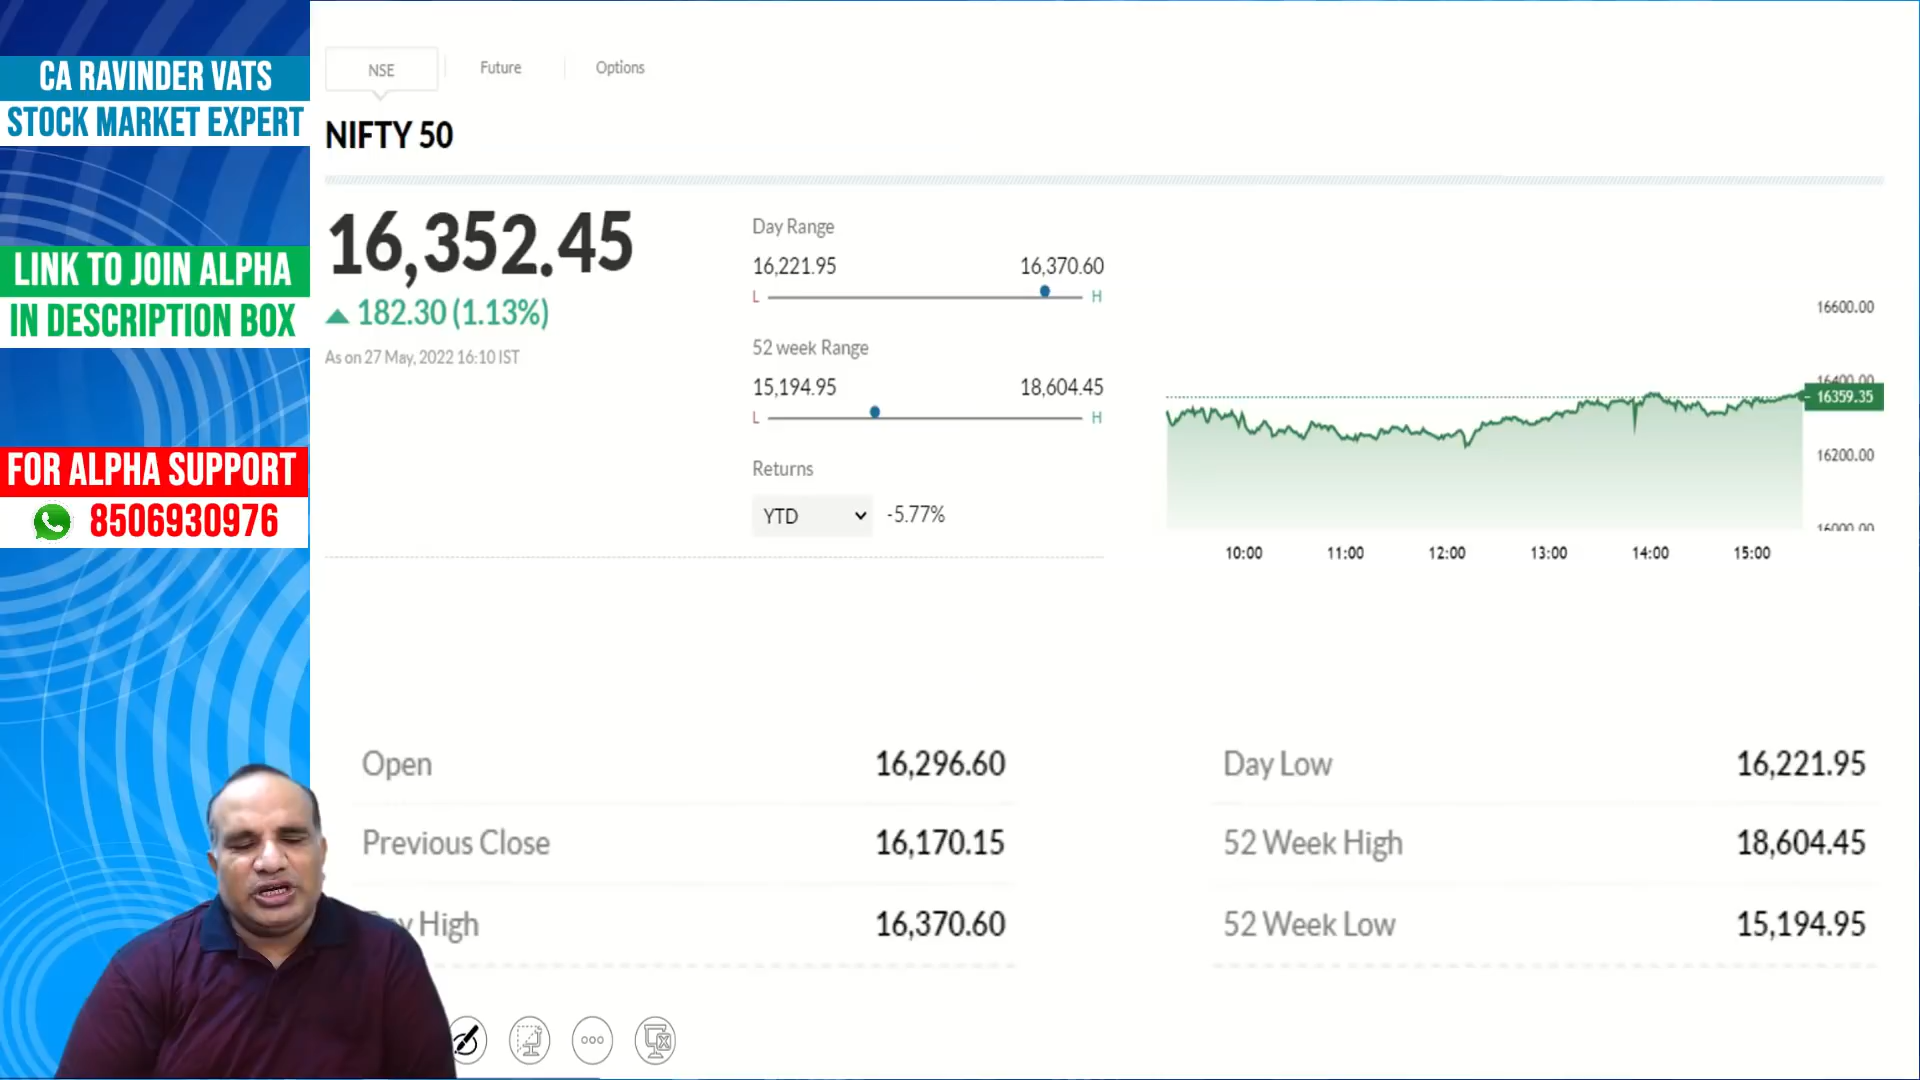 CA RAVINDER VATS
STOCK MARKET EXPERT
LINK TO JOIN ALPHA
IN DESCRIPTION BOX
FOR ALPHA SUPPORT
8506930976
NSE
Future
Options
NIFTY 50
16,352.45
182.30 (1.13%)
As on 27 May, 2022 16:10 IST
Day Range
16,221.95 16,370.60
L H
52 week Range
15,194.95 18,604.45
L H
Returns
YTD -5.77%
16600.00
16400.00
16359.35
16200.00
16000.00
10:00 11:00 12:00 13:00 14:00 15:00
Open 16,296.60
Previous Close 16,170.15
Day High 16,370.60
Day Low 16,221.95
52 Week High 18,604.45
52 Week Low 15,194.95